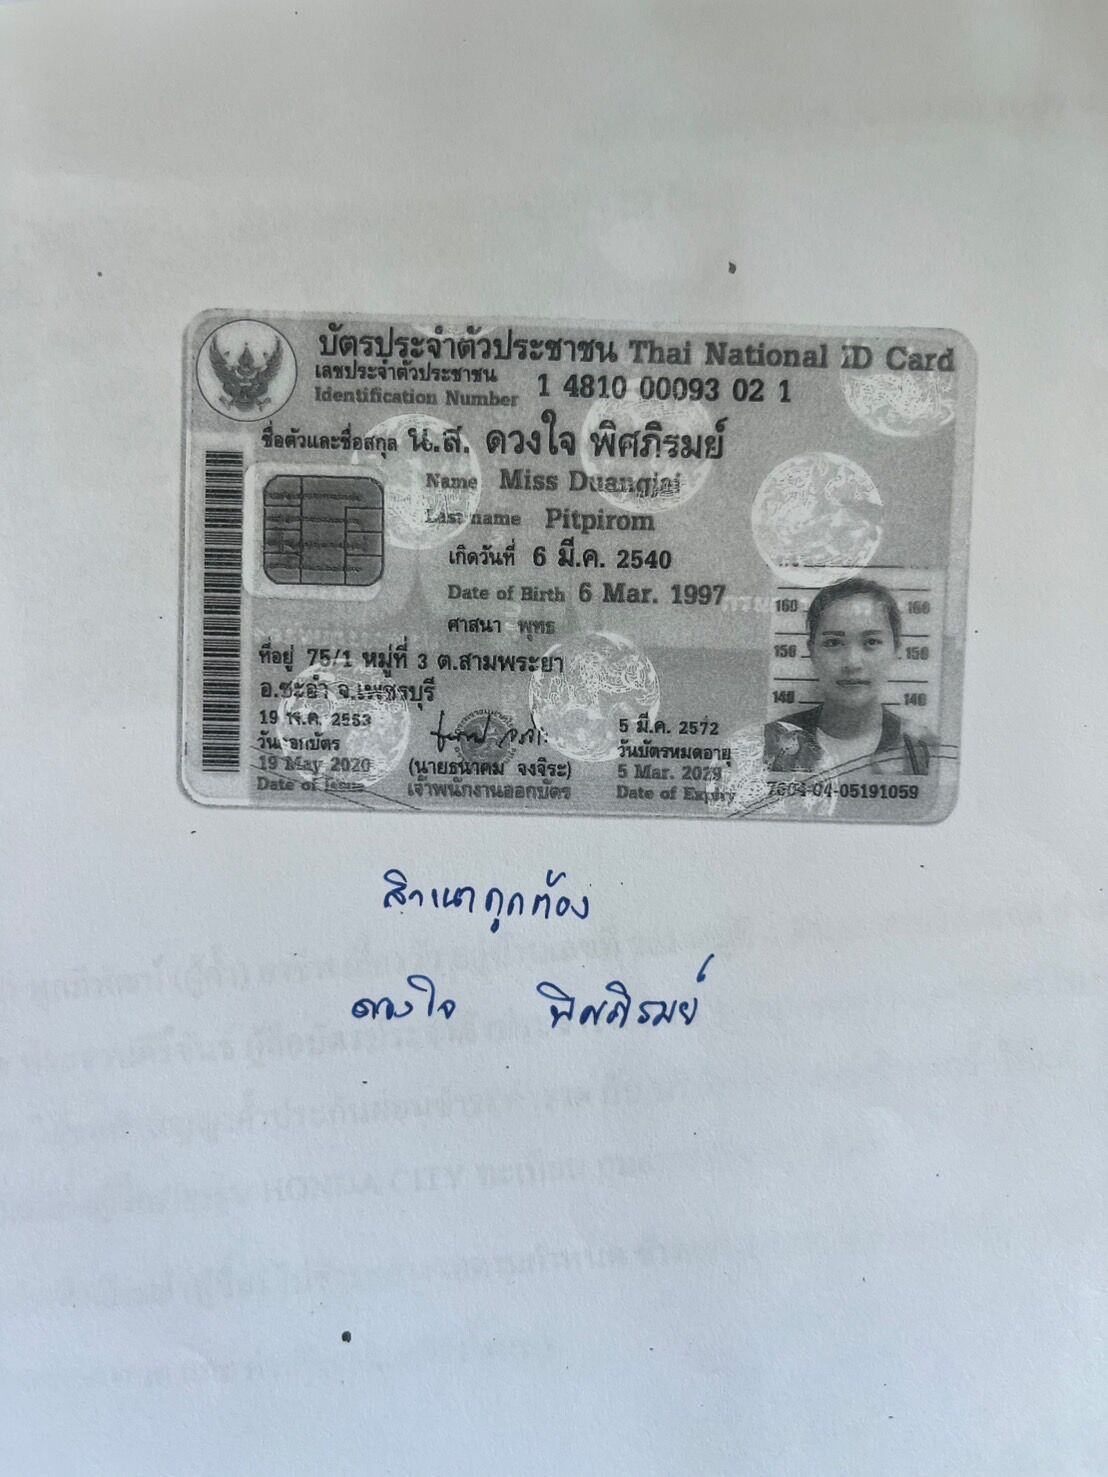 บัตรประจำตัวประชาชน Thai National ID Card
เลขประจำตัวประชาชน
Identification Number 1 4810 00093 02 1
ชื่อตัวและชื่อสกุล น.ส. ดวงใจ พิศภิรมย์
Name Miss Duangjai
Last name Pitpirom
เกิดวันที่ 6 มี.ค. 2540
Date of Birth 6 Mar. 1997
ศาสนา พุทธ
ที่อยู่ 75/1 หมู่ที่ 3 ต.สามพระยา
อ.ชะอำ จ.เพชรบุรี
19 พ.ค. 2563
วันออกบัตร
19 May 2020
Date of Issue
(นายธนาคม จงจิระ)
เจ้าพนักงานออกบัตร
5 มี.ค. 2572
วันบัตรหมดอายุ
5 Mar. 2029
Date of Expiry
160 160
150 150
140 140
7604-04-05191059
สำเนาถูกต้อง
ดวงใจ พิศภิรมย์